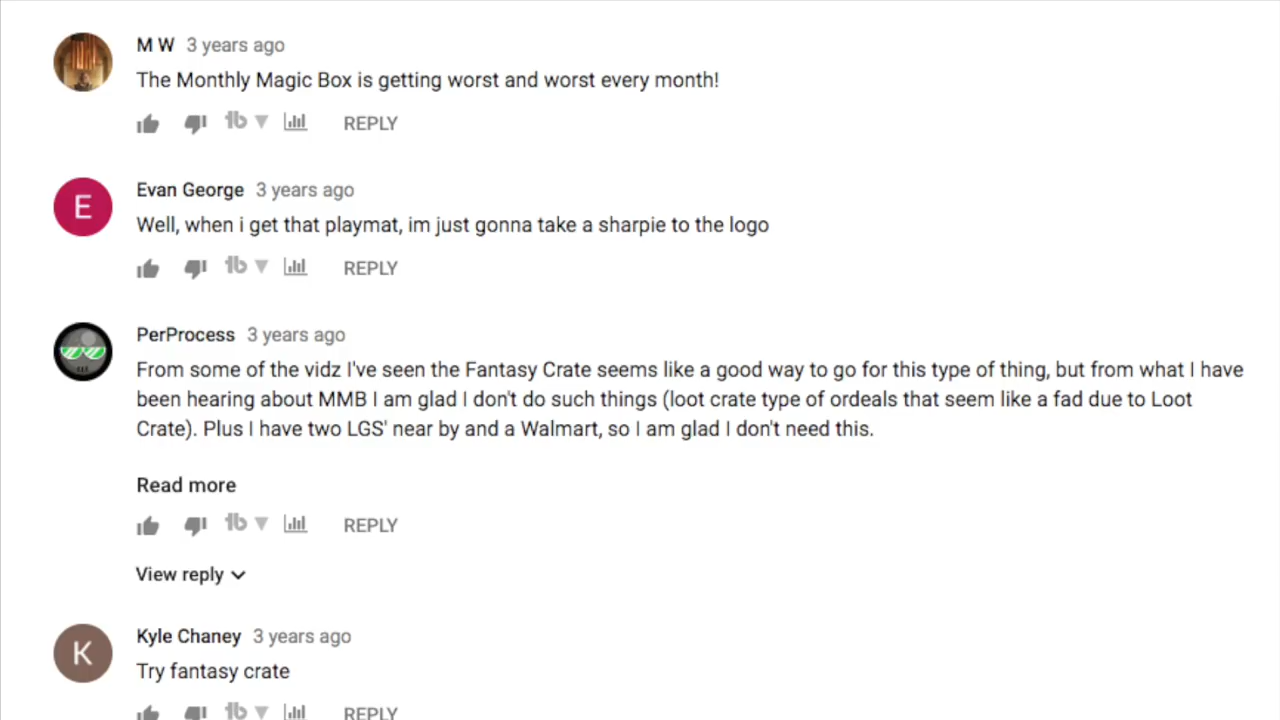 M W 3 years ago
The Monthly Magic Box is getting worst and worst every month!
REPLY
E
Evan George 3 years ago
Well, when i get that playmat, im just gonna take a sharpie to the logo
REPLY
PerProcess 3 years ago
From some of the vidz I've seen the Fantasy Crate seems like a good way to go for this type of thing, but from what I have
been hearing about MMB I am glad I don't do such things (loot crate type of ordeals that seem like a fad due to Loot
Crate). Plus I have two LGS' near by and a Walmart, so I am glad I don't need this.
Read more
REPLY
View reply
K
Kyle Chaney 3 years ago
Try fantasy crate
REPLY